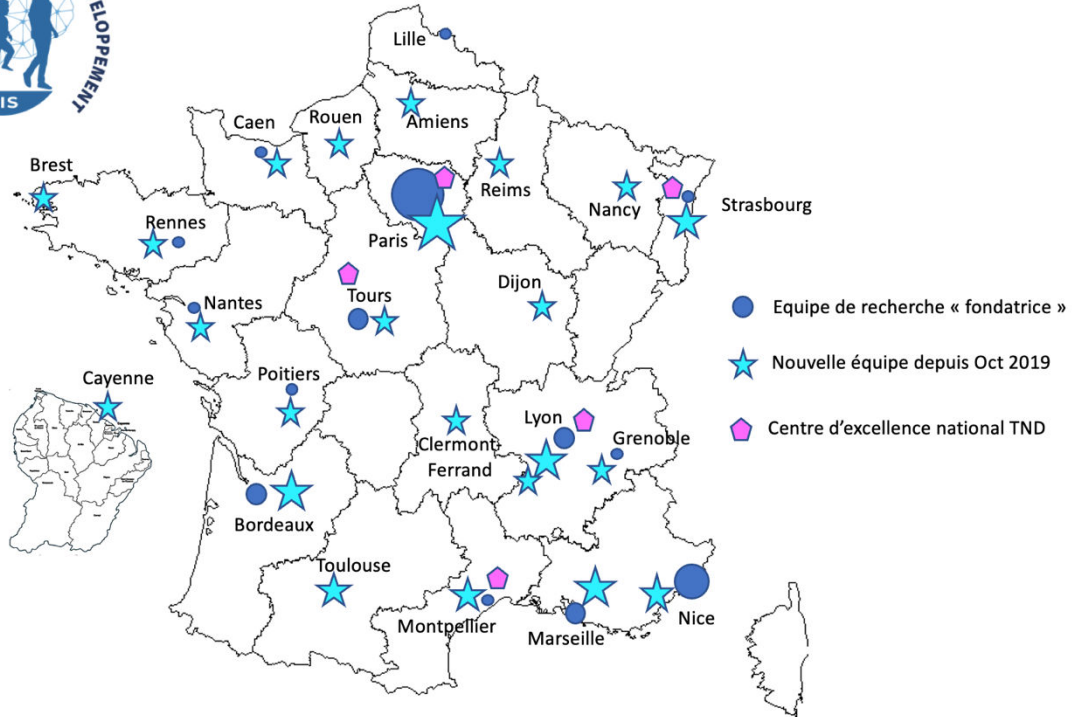 ELOPPEMENT
IS
Lille
Amiens
Rouen
Caen
Reims
Brest
Nancy
Strasbourg
Rennes
Paris
Dijon
Tours
Nantes
Equipe de recherche « fondatrice »
Nouvelle équipe depuis Oct 2019
Cayenne
Poitiers
Lyon
Centre d'excellence national TND
Grenoble
Clermont-
Ferrand
Bordeaux
Toulouse
Montpellier
Marseille
Nice